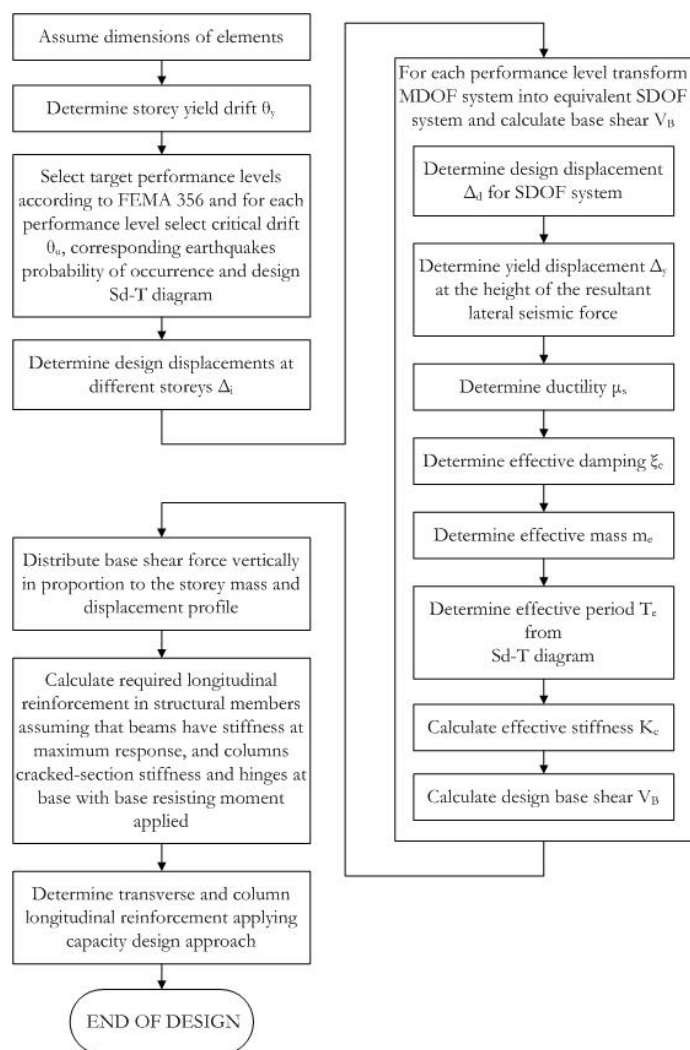 Assume dimensions of elements
Determine storey yield drift θy
Select target performance levels
according to FEMA 356 and for each
performance level select critical drift
θu, corresponding earthquakes
probability of occurrence and design
Sd-T diagram
Determine design displacements at
different storeys Δi
For each performance level transform
MDOF system into equivalent SDOF
system and calculate base shear VB
Determine design displacement
Δd for SDOF system
Determine yield displacement Δy
at the height of the resultant
lateral seismic force
Determine ductility μs
Determine effective damping ξe
Determine effective mass me
Determine effective period Te
from
Sd-T diagram
Calculate effective stiffness Ke
Calculate design base shear VB
Distribute base shear force vertically
in proportion to the storey mass and
displacement profile
Calculate required longitudinal
reinforcement in structural members
assuming that beams have stiffness at
maximum response, and columns
cracked-section stiffness and hinges at
base with base resisting moment
applied
Determine transverse and column
longitudinal reinforcement applying
capacity design approach
END OF DESIGN